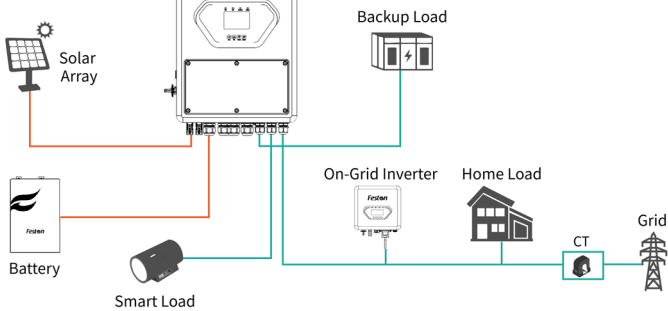 Backup Load
Solar
Array
On-Grid Inverter
Home Load
Feston
Grid
Feston
CT
Battery
Smart Load